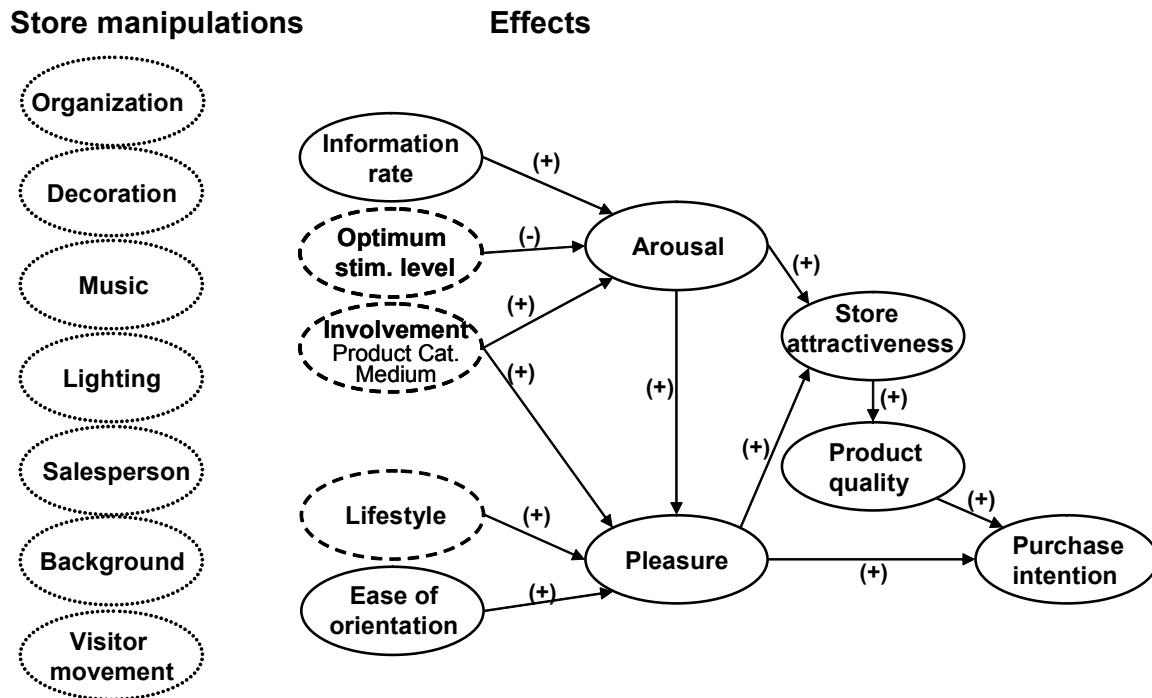 Store manipulations
Effects
Organization
Decoration
Music
Lighting
Salesperson
Background
Visitor
movement
Information
rate
(+)
Optimum
stim. level
(-)
Involvement
Product Cat.
Medium
(+)
(+)
Lifestyle
(+)
Ease of
orientation
(+)
Arousal
(+)
(+)
Pleasure
(+)
(+)
Store
attractiveness
(+)
Product
quality
(+)
Purchase
intention